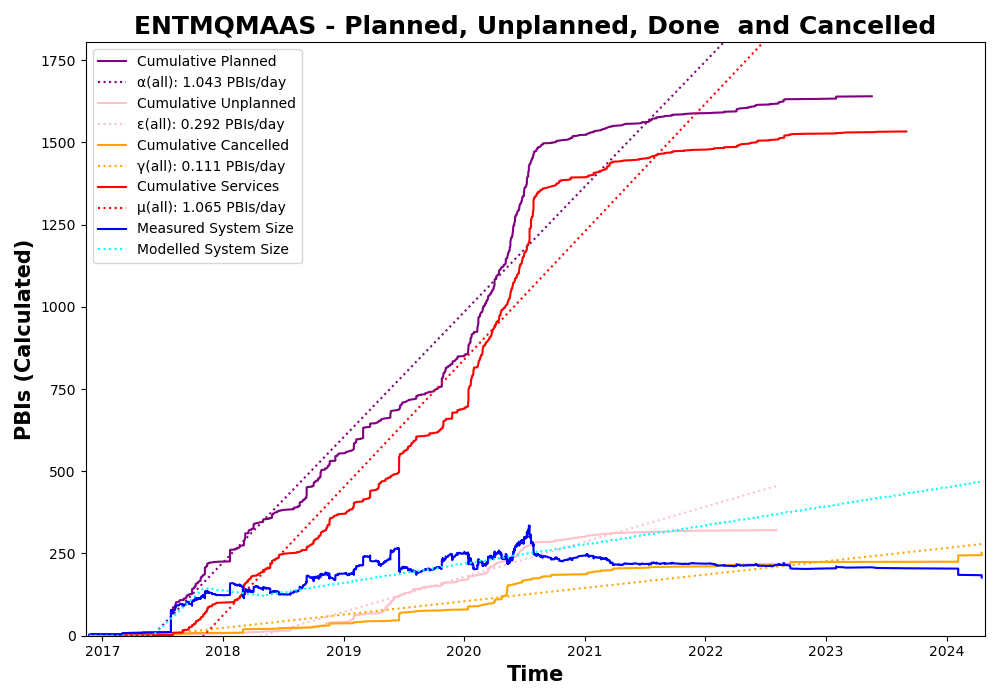 ENTMQMAAS - Planned, Unplanned, Done  and Cancelled
Cumulative Planned
α(all): 1.043 PBIs/day
Cumulative Unplanned
ε(all): 0.292 PBIs/day
Cumulative Cancelled
γ(all): 0.111 PBIs/day
Cumulative Services
μ(all): 1.065 PBIs/day
Measured System Size
Modelled System Size
PBIs (Calculated)
1750
1500
1250
1000
750
500
250
0
2017 2018 2019 2020 2021 2022 2023 2024
Time